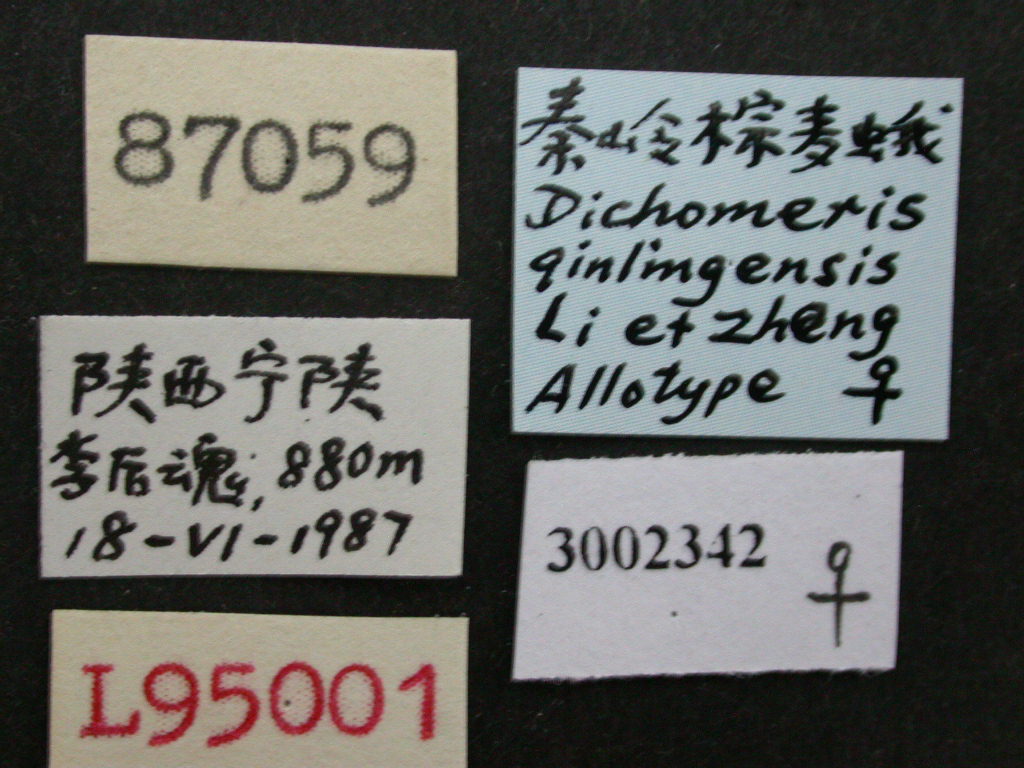 87059
陕西宁陕
李后魂, 880m
18-VI-1987
L95001
秦岭棕麦蛾
Dichomeris
qinlingensis
Li et zheng
Allotype ♀
3002342 ♀